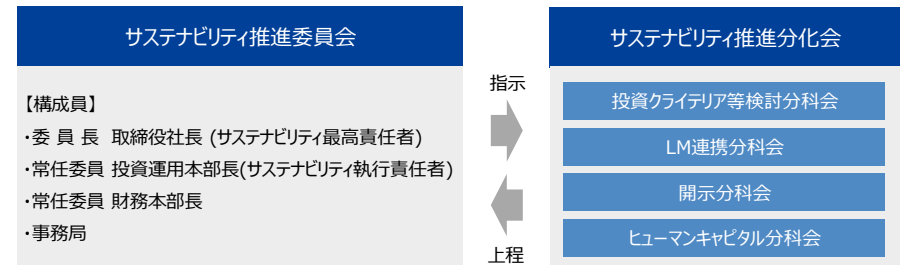 サステナビリティ推進委員会
【構成員】
・委 員 長 取締役社長 (サステナビリティ最高責任者)
・常任委員 投資運用本部長(サステナビリティ執行責任者)
・常任委員 財務本部長
・事務局
指示
上程
サステナビリティ推進分化会
投資クライテリア等検討分科会
LM連携分科会
開示分科会
ヒューマンキャピタル分科会